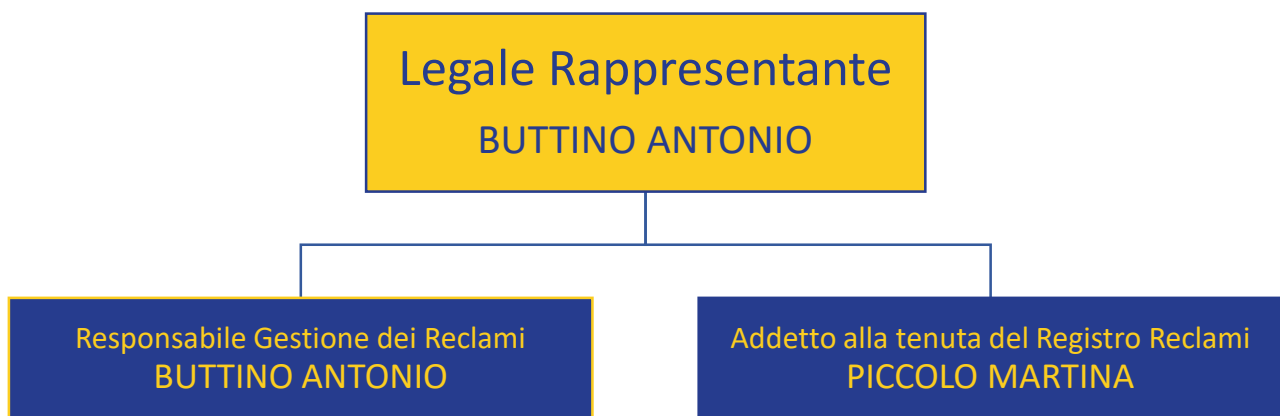 Legale Rappresentante
BUTTINO ANTONIO
Responsabile Gestione dei Reclami
BUTTINO ANTONIO
Addetto alla tenuta del Registro Reclami
PICCOLO MARTINA